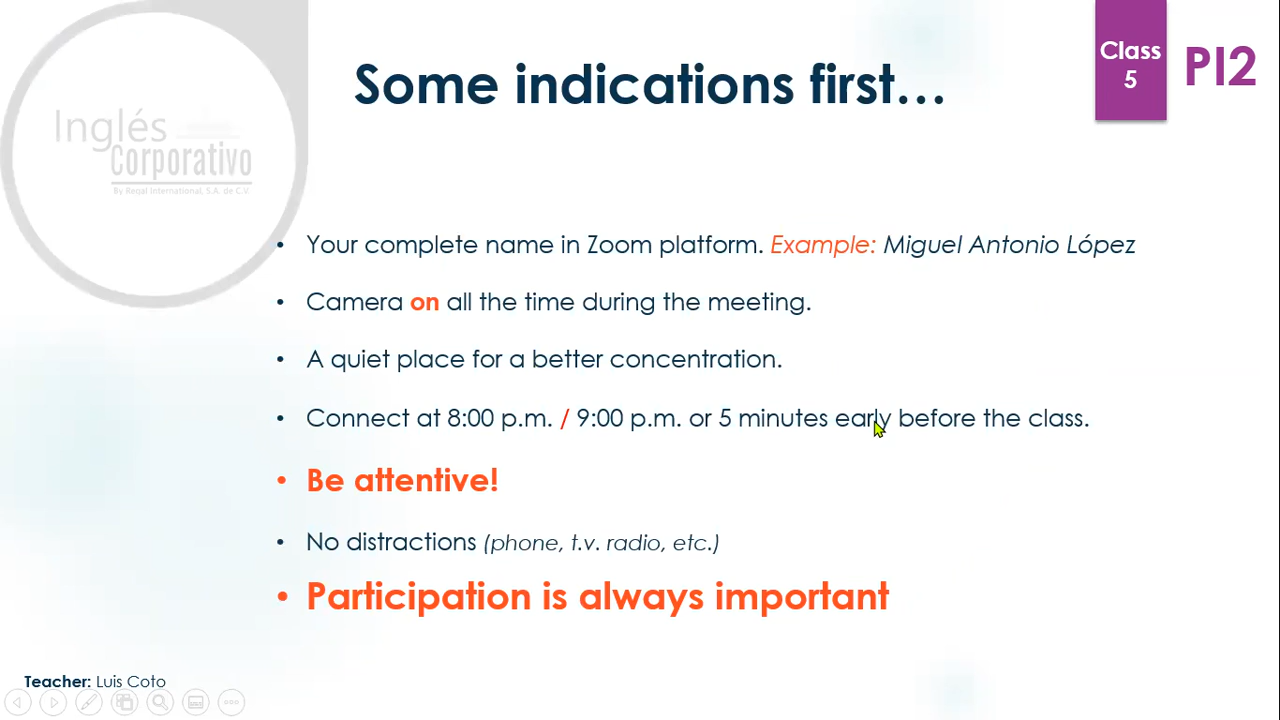 Class
5
PI2
Some indications first…
Inglés
Corporativo
By Regal International, S.A. de C.V.
• Your complete name in Zoom platform. Example: Miguel Antonio López
• Camera on all the time during the meeting.
• A quiet place for a better concentration.
• Connect at 8:00 p.m. / 9:00 p.m. or 5 minutes early before the class.
• Be attentive!
• No distractions (phone, t.v. radio, etc.)
• Participation is always important
Teacher: Luis Coto